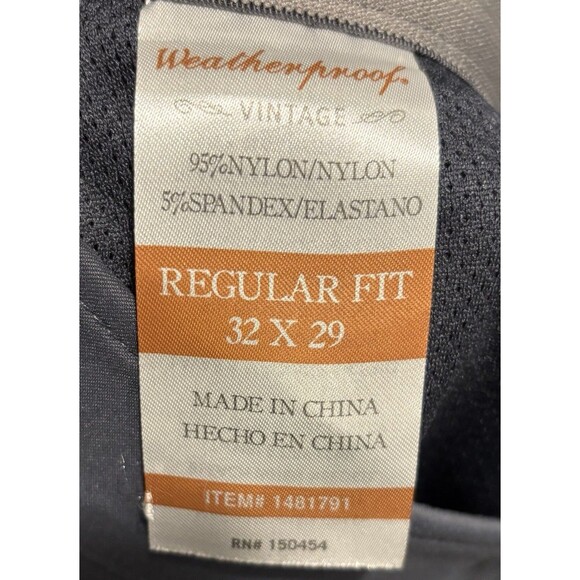 Weatherproof®
VINTAGE
95%NYLON/NYLON
5%SPANDEX/ELASTANO
REGULAR FIT
32 X 29
MADE IN CHINA
HECHO EN CHINA
ITEM# 1481791
RN# 150454